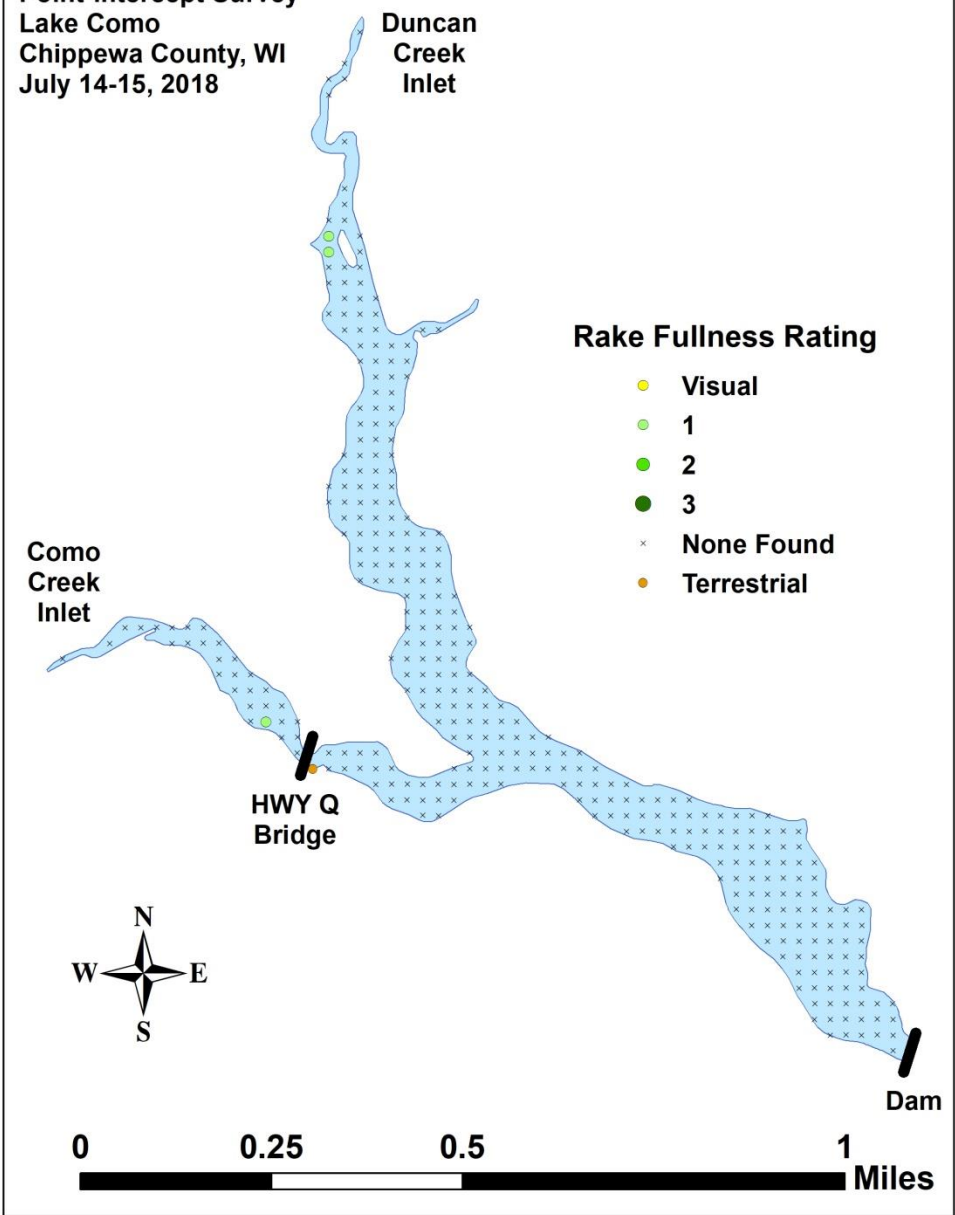 Point-Intercept Survey
Lake Como
Chippewa County, WI
July 14-15, 2018
Duncan
Creek
Inlet
Rake Fullness Rating
Visual
1
2
3
None Found
Terrestrial
Como
Creek
Inlet
HWY Q
Bridge
N
W E
S
Dam
0 0.25 0.5 1
Miles